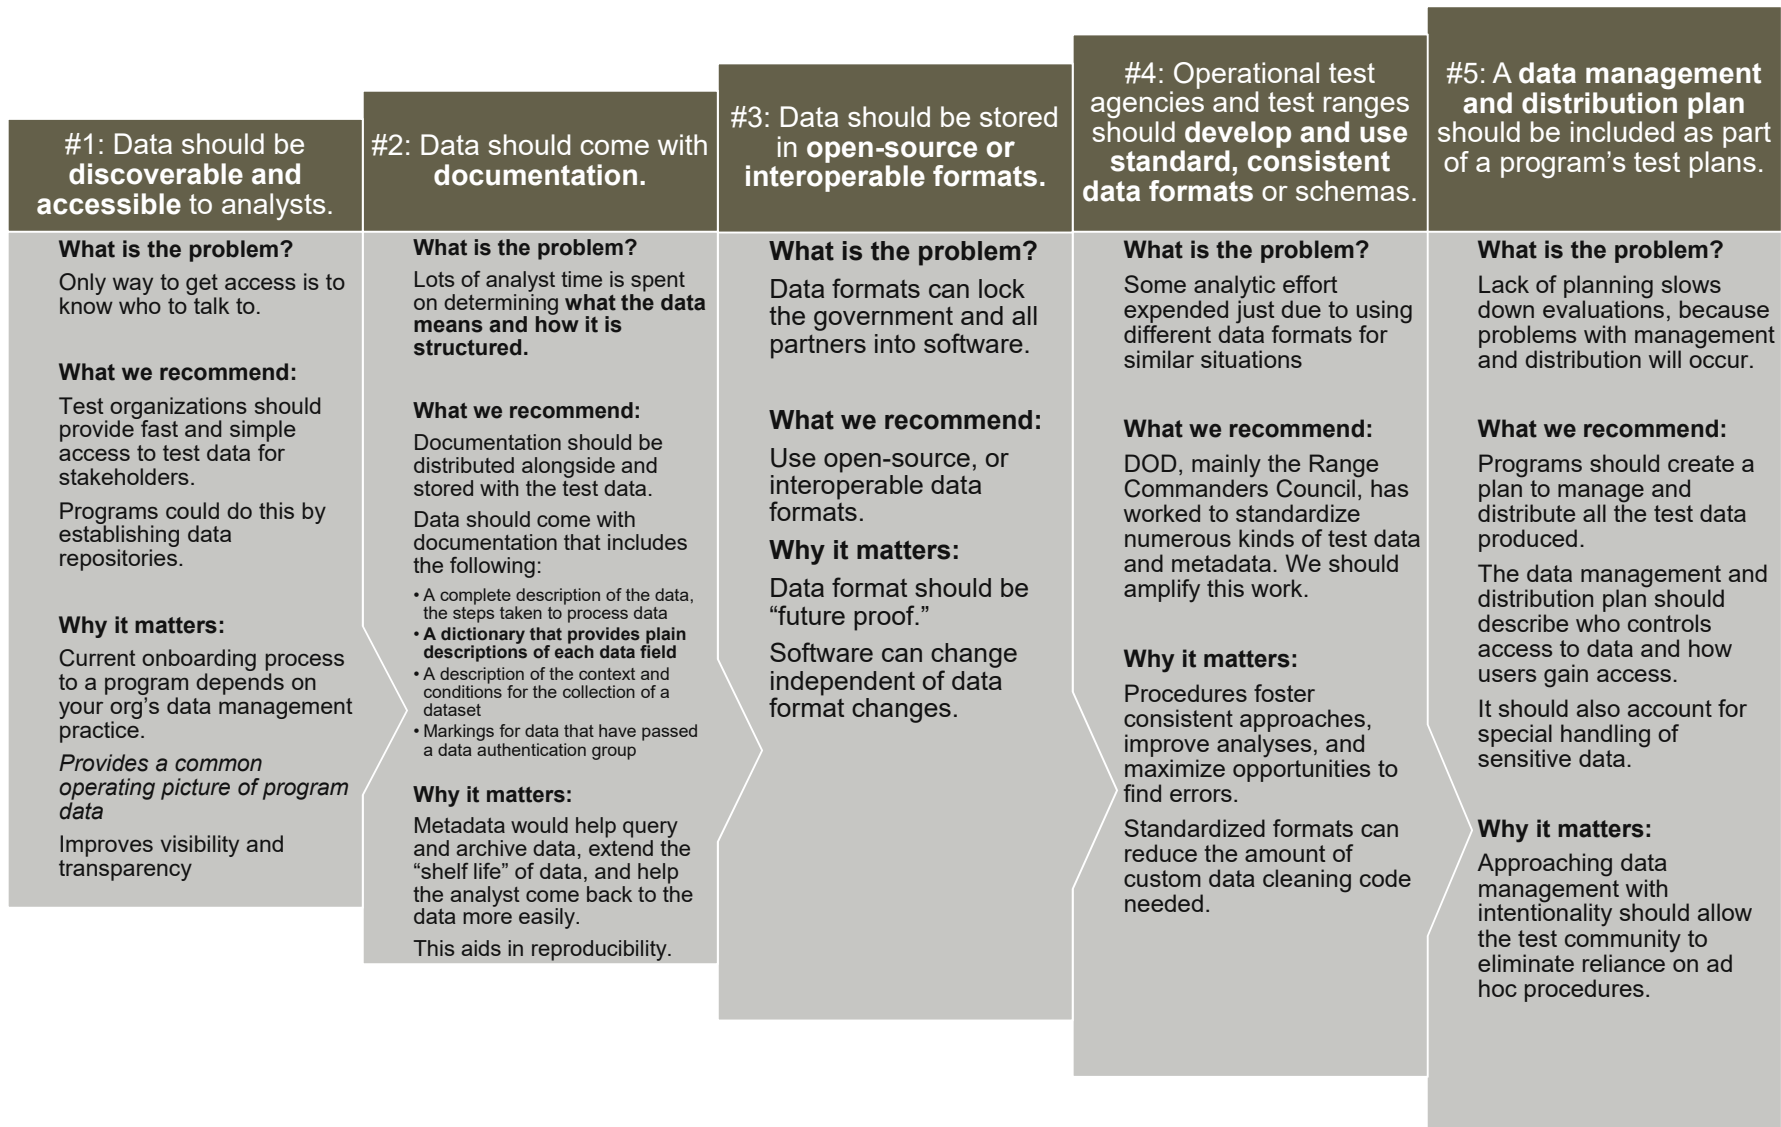 #1: Data should be
discoverable and
accessible to analysts.
What is the problem?
Only way to get access is to
know who to talk to.
What we recommend:
Test organizations should
provide fast and simple
access to test data for
stakeholders.
Programs could do this by
establishing data
repositories.
Why it matters:
Current onboarding process
to a program depends on
your org’s data management
practice.
Provides a common
operating picture of program
data
Improves visibility and
transparency
#2: Data should come with
documentation.
What is the problem?
Lots of analyst time is spent
on determining what the data
means and how it is
structured.
What we recommend:
Documentation should be
distributed alongside and
stored with the test data.
Data should come with
documentation that includes
the following:
• A complete description of the data,
the steps taken to process data
• A dictionary that provides plain
descriptions of each data field
• A description of the context and
conditions for the collection of a
dataset
• Markings for data that have passed
a data authentication group
Why it matters:
Metadata would help query
and archive data, extend the
“shelf life” of data, and help
the analyst come back to the
data more easily.
This aids in reproducibility.
#3: Data should be stored
in open-source or
interoperable formats.
What is the problem?
Data formats can lock
the government and all
partners into software.
What we recommend:
Use open-source, or
interoperable data
formats.
Why it matters:
Data format should be
“future proof.”
Software can change
independent of data
format changes.
#4: Operational test
agencies and test ranges
should develop and use
standard, consistent
data formats or schemas.
What is the problem?
Some analytic effort
expended just due to using
different data formats for
similar situations
What we recommend:
DOD, mainly the Range
Commanders Council, has
worked to standardize
numerous kinds of test data
and metadata. We should
amplify this work.
Why it matters:
Procedures foster
consistent approaches,
improve analyses, and
maximize opportunities to
find errors.
Standardized formats can
reduce the amount of
custom data cleaning code
needed.
#5: A data management
and distribution plan
should be included as part
of a program’s test plans.
What is the problem?
Lack of planning slows
down evaluations, because
problems with management
and distribution will occur.
What we recommend:
Programs should create a
plan to manage and
distribute all the test data
produced.
The data management and
distribution plan should
describe who controls
access to data and how
users gain access.
It should also account for
special handling of
sensitive data.
Why it matters:
Approaching data
management with
intentionality should allow
the test community to
eliminate reliance on ad
hoc procedures.